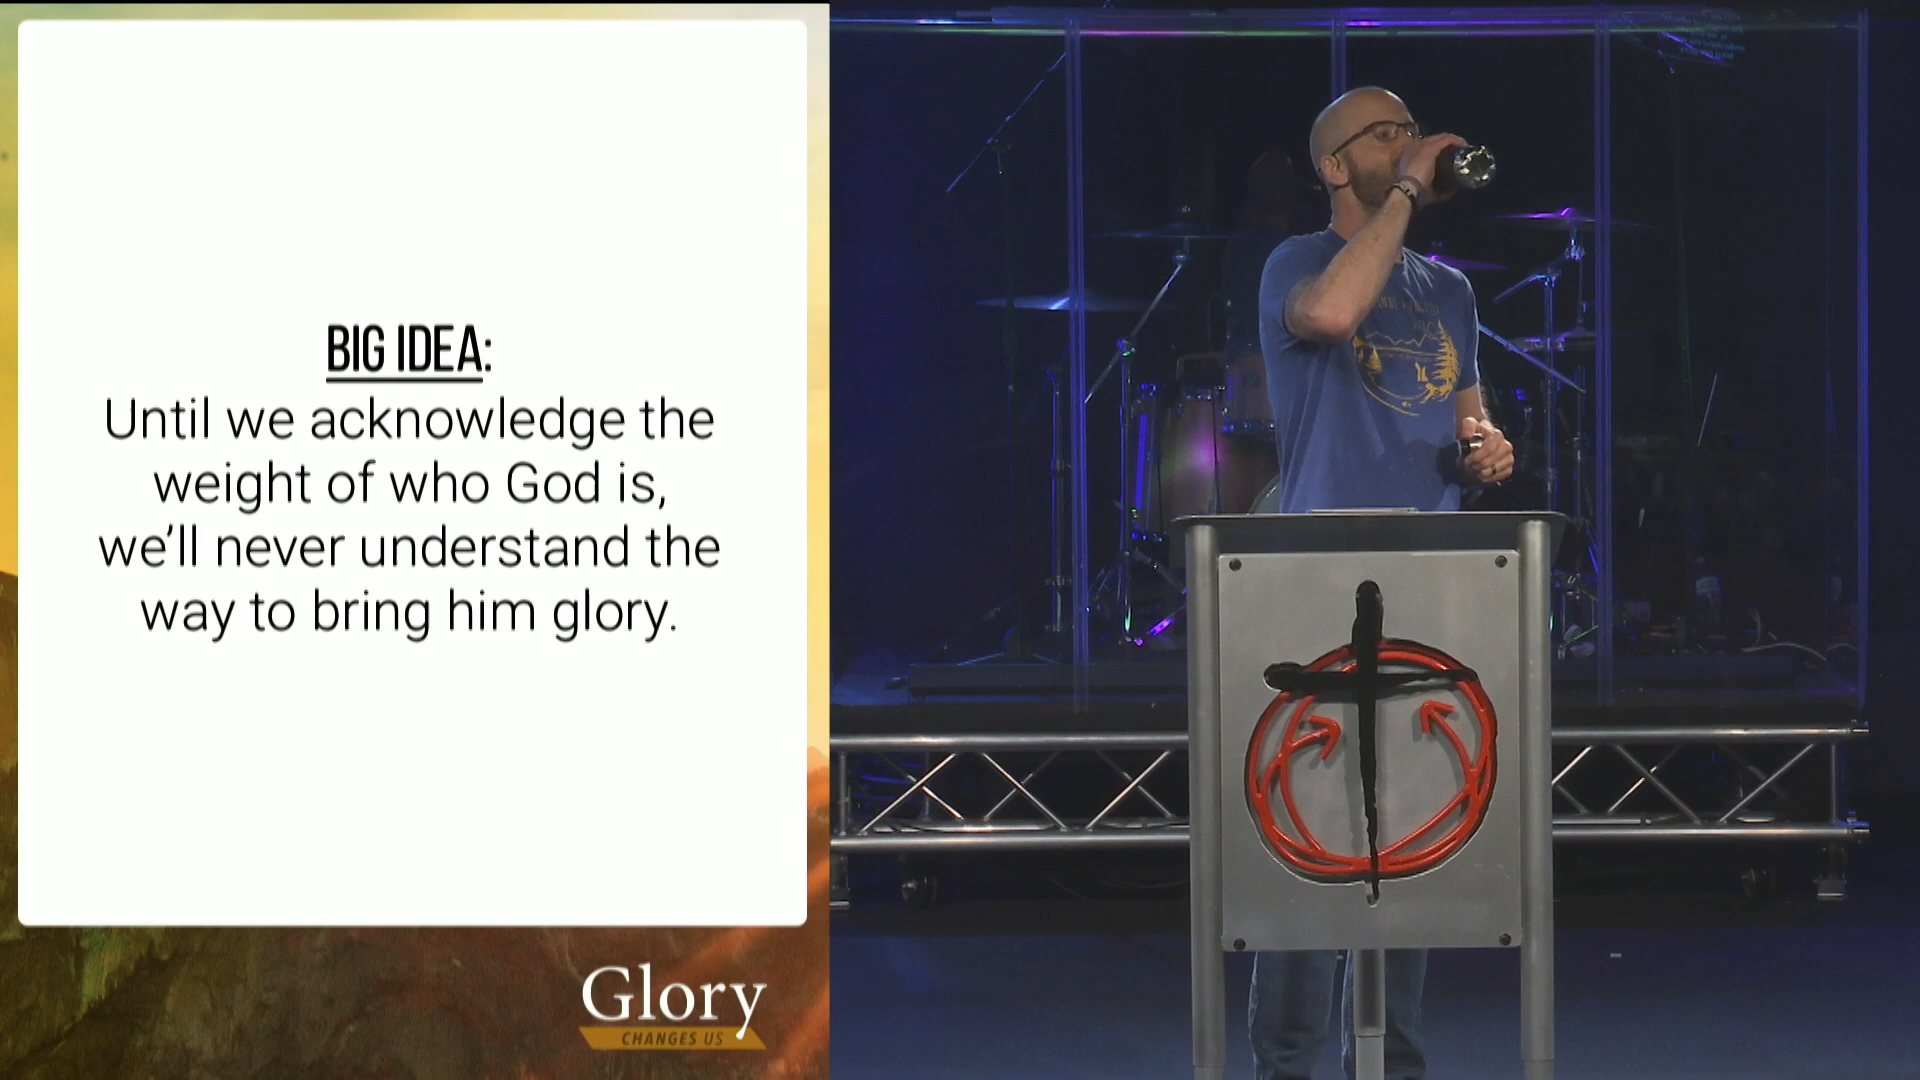 BIG IDEA:
Until we acknowledge the
weight of who God is,
we'll never understand the
way to bring him glory.
Glory
CHANGES US